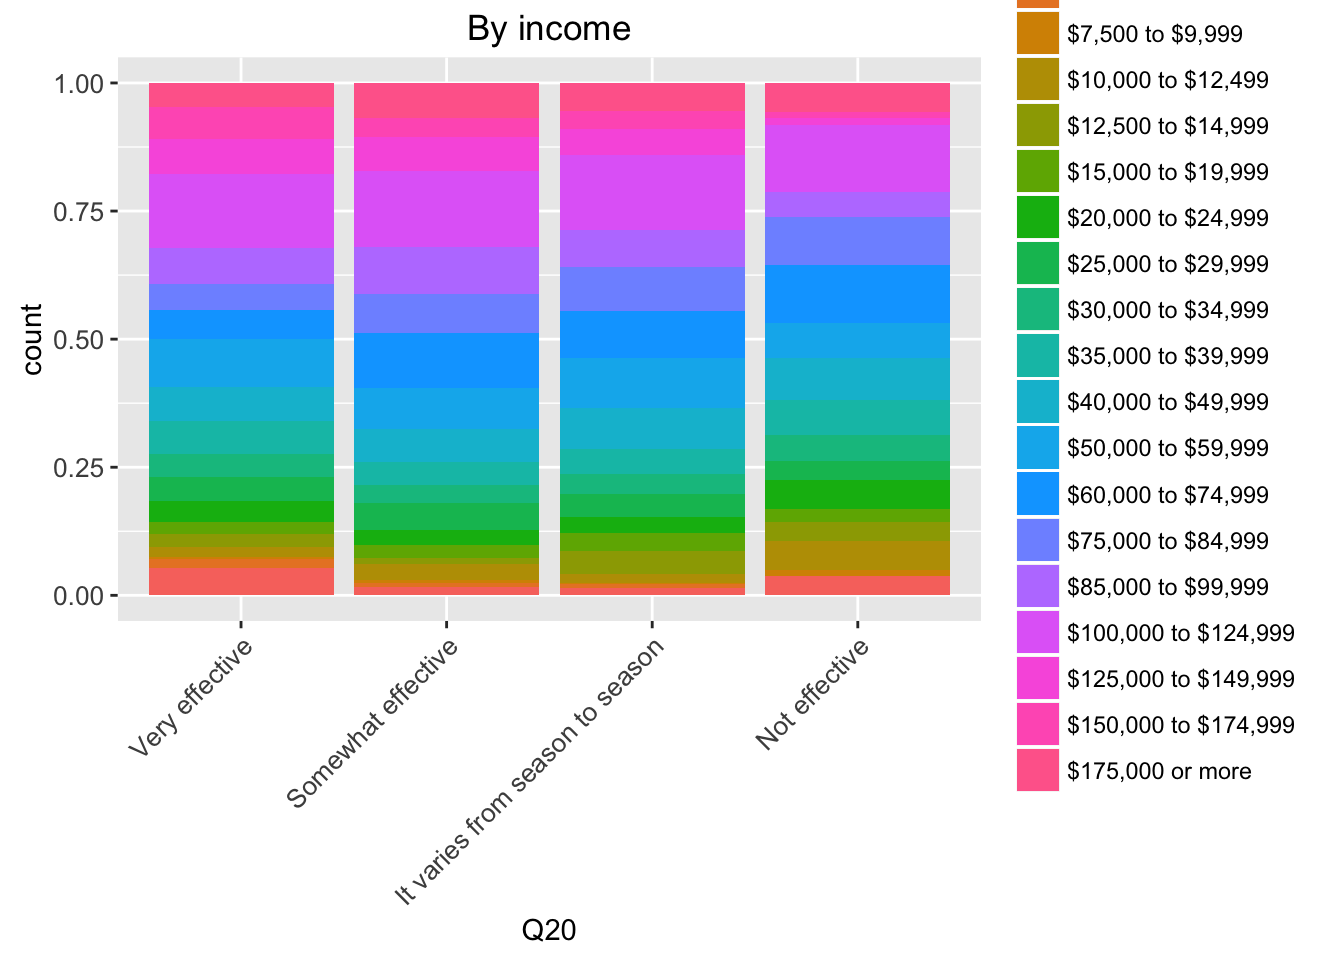 By income
1.00
0.75
0.50
0.25
0.00
count
Very effective
Somewhat effective
It varies from season to season
Not effective
Q20
$7,500 to $9,999
$10,000 to $12,499
$12,500 to $14,999
$15,000 to $19,999
$20,000 to $24,999
$25,000 to $29,999
$30,000 to $34,999
$35,000 to $39,999
$40,000 to $49,999
$50,000 to $59,999
$60,000 to $74,999
$75,000 to $84,999
$85,000 to $99,999
$100,000 to $124,999
$125,000 to $149,999
$150,000 to $174,999
$175,000 or more